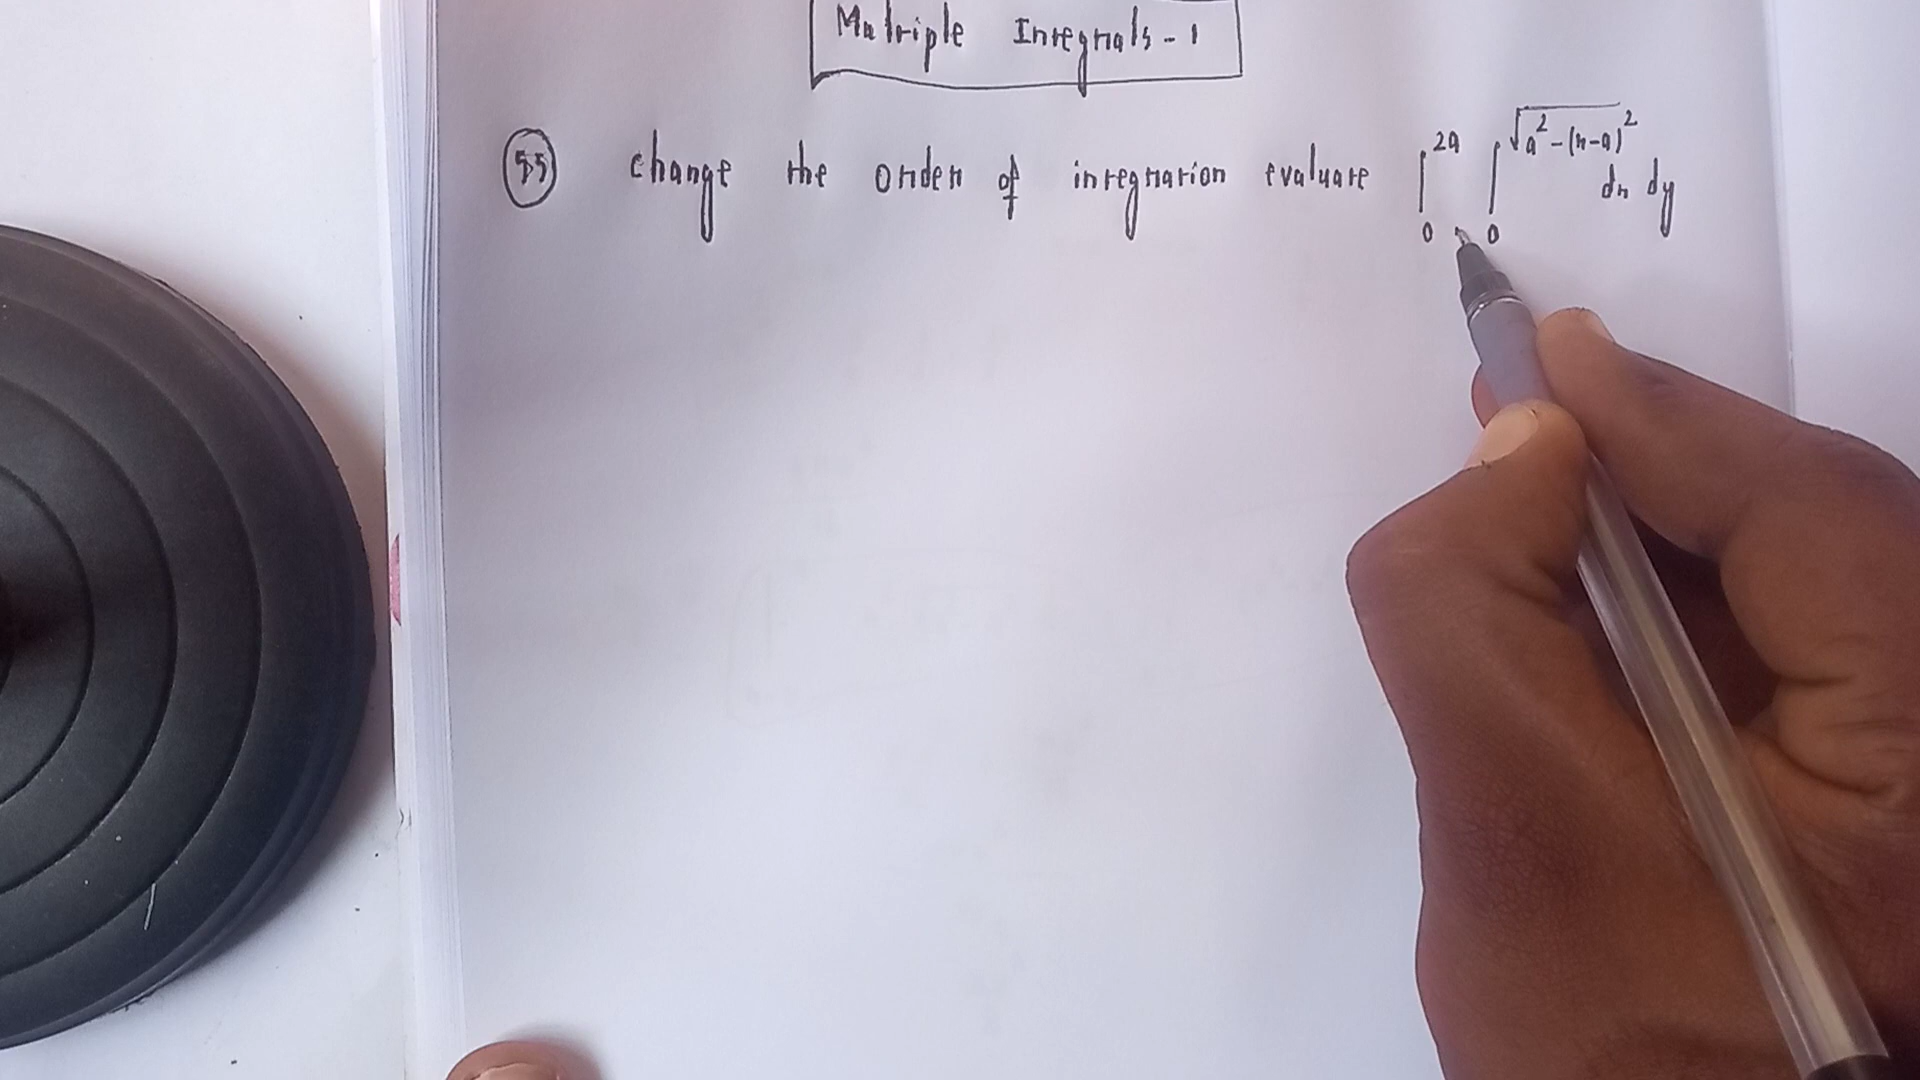 Multiple Integrals - 1
55 change the order of integration evaluate ∫₀^{2a} ∫₀^{√(a²-(x-a)²)} dx dy